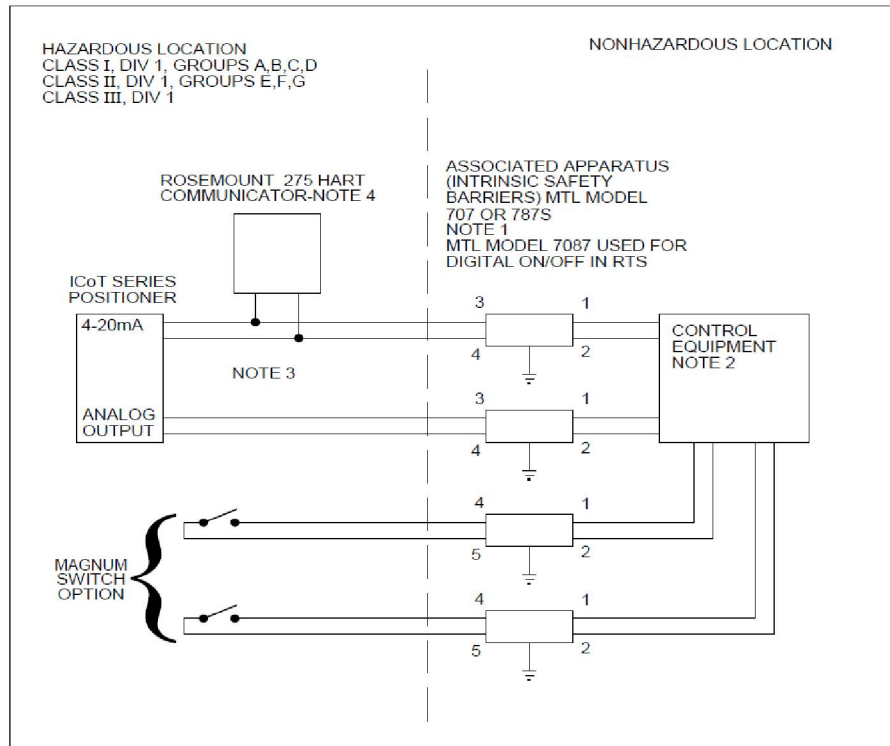 HAZARDOUS LOCATION
CLASS I, DIV 1, GROUPS A,B,C,D
CLASS II, DIV 1, GROUPS E,F,G
CLASS III, DIV 1
NONHAZARDOUS LOCATION
ROSEMOUNT 275 HART
COMMUNICATOR-NOTE 4
ASSOCIATED APPARATUS
(INTRINSIC SAFETY
BARRIERS) MTL MODEL
707 OR 787S
NOTE 1
MTL MODEL 7087 USED FOR
DIGITAL ON/OFF IN RTS
ICoT SERIES
POSITIONER
4-20mA
3
1
4
2
CONTROL
EQUIPMENT
NOTE 2
NOTE 3
ANALOG
OUTPUT
3
1
4
2
MAGNUM
SWITCH
OPTION
4
1
5
2
4
1
5
2